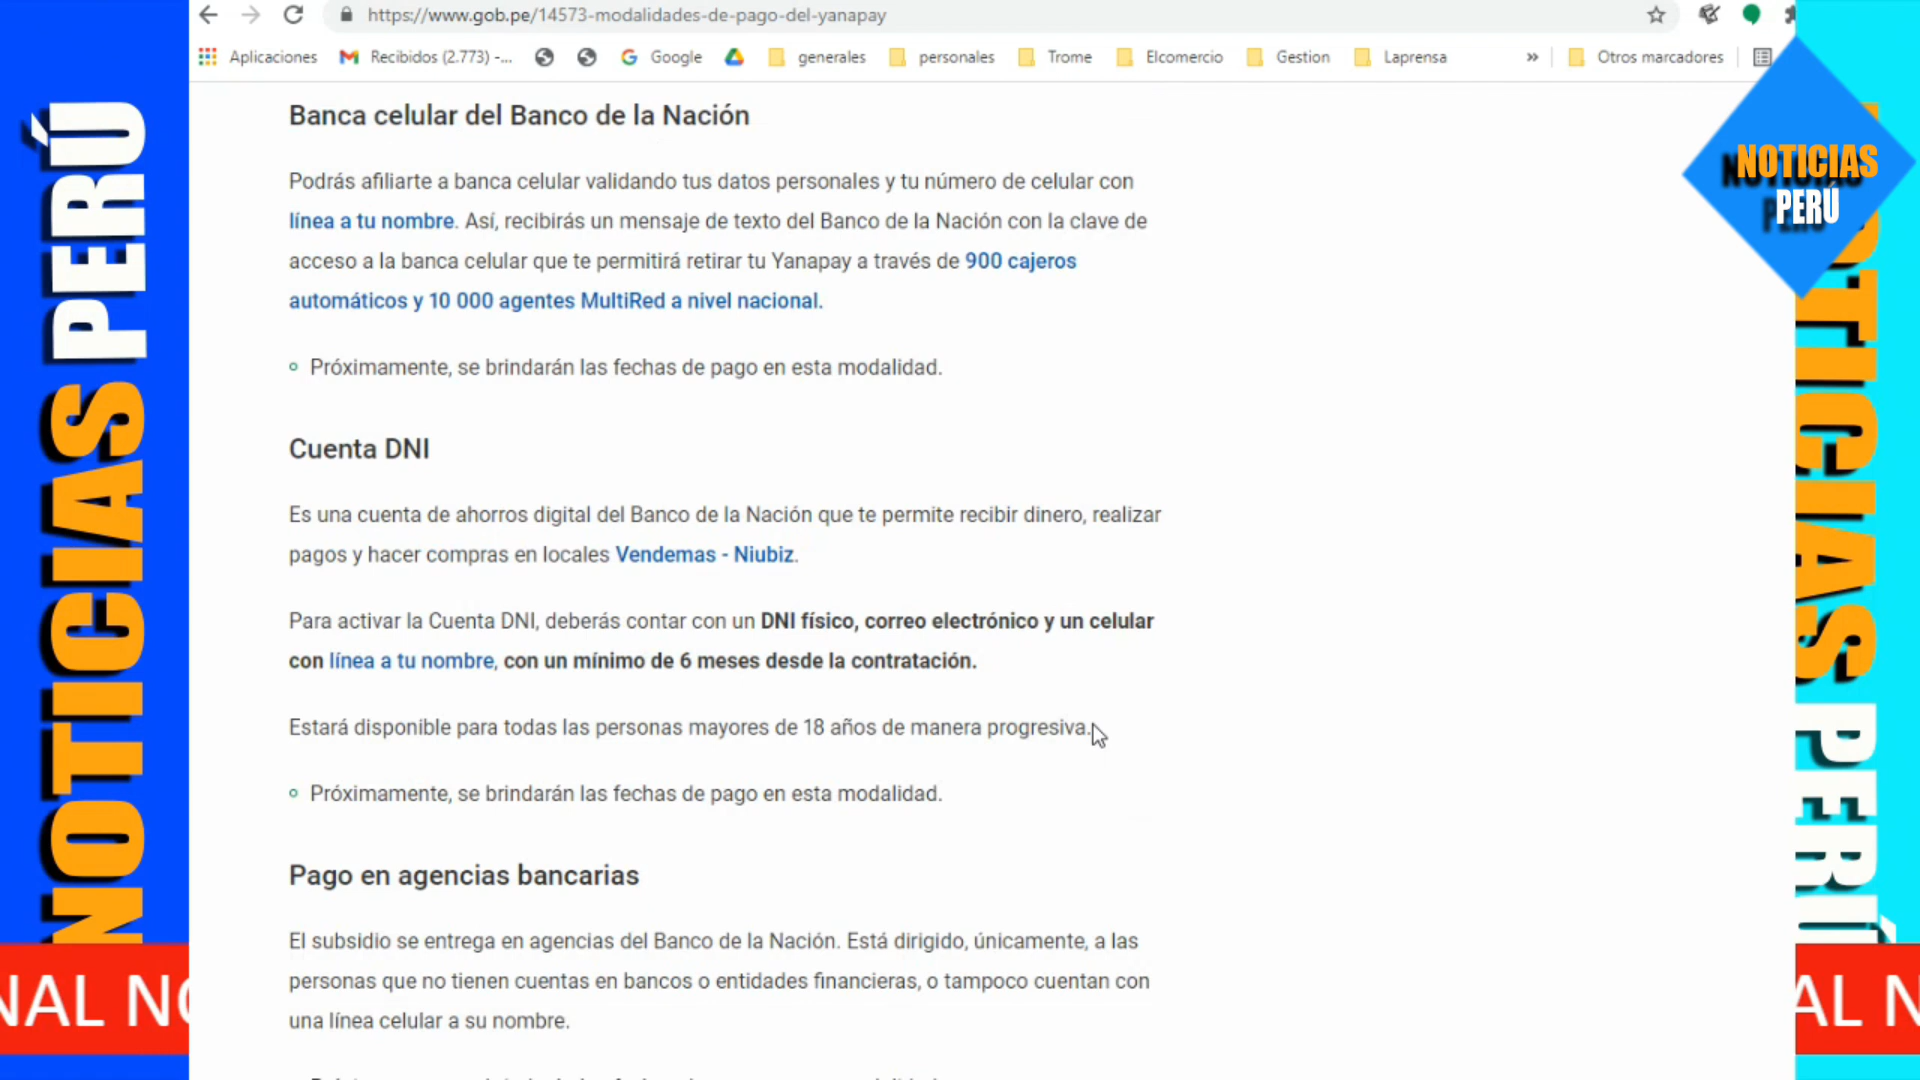 https://www.gob.pe/14573-modalidades-de-pago-del-yanapay
Aplicaciones
Recibidos (2.773) -...
Google
generales
personales
Trome
Elcomercio
Gestion
Laprensa
»
Otros marcadores
NOTICIAS PERÚ
NOTICIAS
PERÚ
Banca celular del Banco de la Nación
Podrás afiliarte a banca celular validando tus datos personales y tu número de celular con
línea a tu nombre. Así, recibirás un mensaje de texto del Banco de la Nación con la clave de
acceso a la banca celular que te permitirá retirar tu Yanapay a través de 900 cajeros
automáticos y 10 000 agentes MultiRed a nivel nacional.
Próximamente, se brindarán las fechas de pago en esta modalidad.
Cuenta DNI
Es una cuenta de ahorros digital del Banco de la Nación que te permite recibir dinero, realizar
pagos y hacer compras en locales Vendemas - Niubiz.
Para activar la Cuenta DNI, deberás contar con un DNI físico, correo electrónico y un celular
con línea a tu nombre, con un mínimo de 6 meses desde la contratación.
Estará disponible para todas las personas mayores de 18 años de manera progresiva.
Próximamente, se brindarán las fechas de pago en esta modalidad.
Pago en agencias bancarias
El subsidio se entrega en agencias del Banco de la Nación. Está dirigido, únicamente, a las
personas que no tienen cuentas en bancos o entidades financieras, o tampoco cuentan con
una línea celular a su nombre.
NOTICIAS PERÚ
NAL NO
AL N